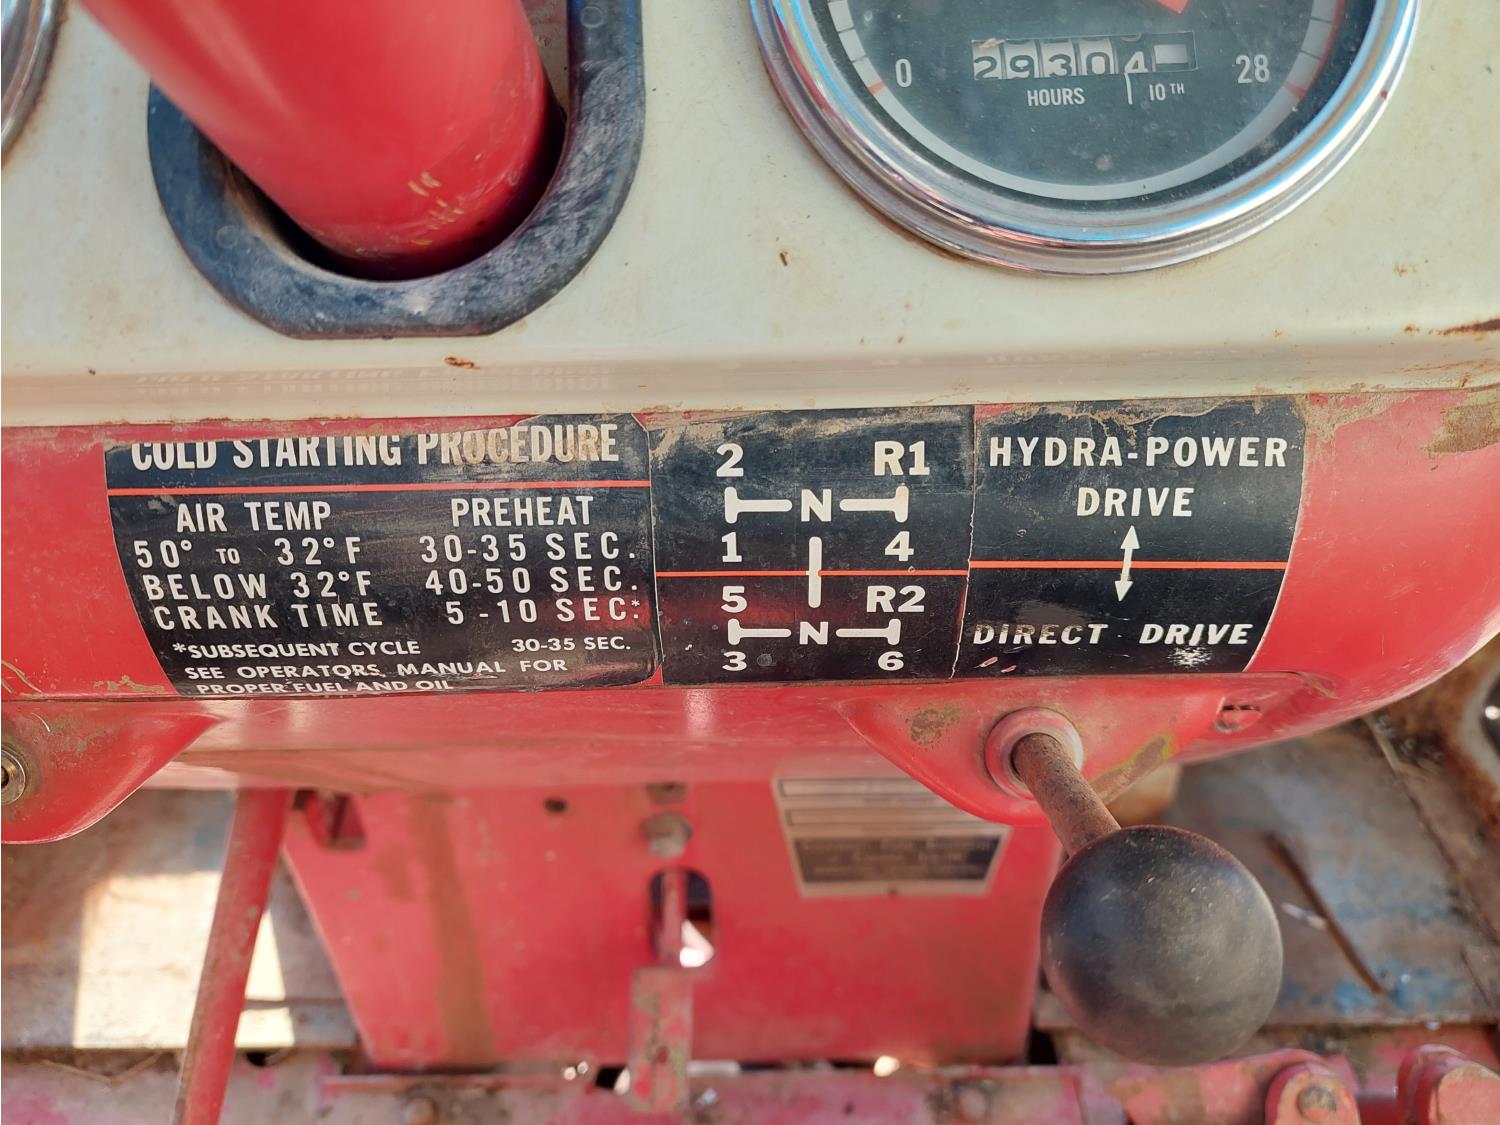 29304
0
28
HOURS
10TH
COLD STARTING PROCEDURE
AIR TEMP PREHEAT
50° TO 32°F 30-35 SEC.
BELOW 32°F 40-50 SEC.
CRANK TIME 5-10 SEC.*
*SUBSEQUENT CYCLE 30-35 SEC.
SEE OPERATORS MANUAL FOR
PROPER FUEL AND OIL
2 R1
N
1 4
5 R2
N
3 6
HYDRA-POWER
DRIVE
DIRECT DRIVE